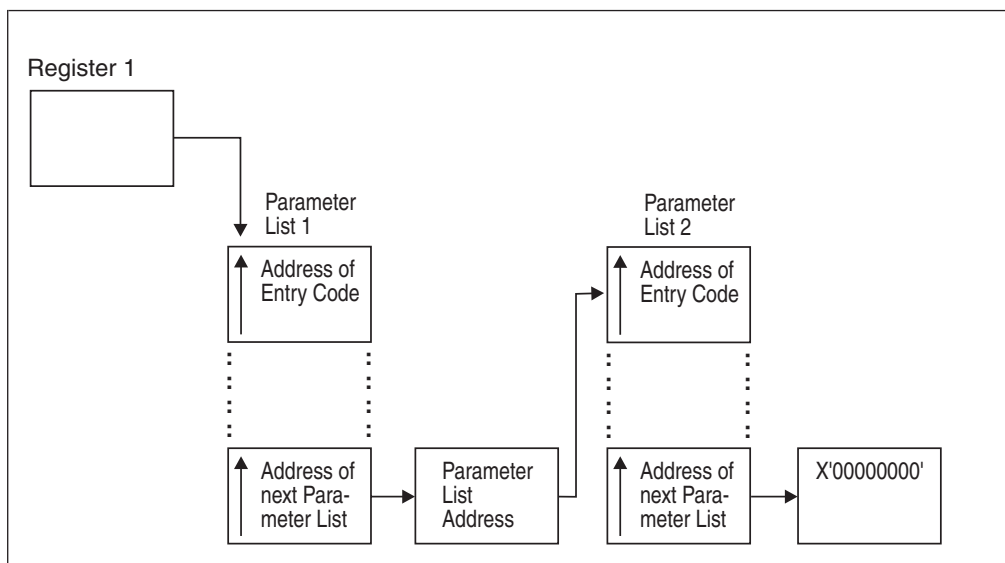 Register 1
Parameter
List 1
Parameter
List 2
Address of
Entry Code
Address of
Entry Code
Address of
next Para-
meter List
Parameter
List
Address
Address of
next Para-
meter List
X'00000000'